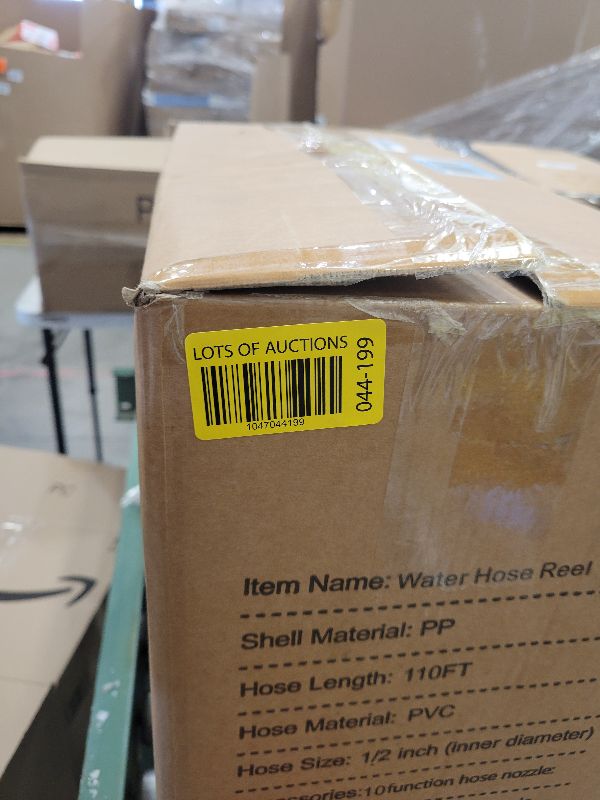 LOTS OF AUCTIONS
044-199
1047044199
Item Name: Water Hose Reel
Shell Material: PP
Hose Length: 110FT
Hose Material: PVC
Hose Size: 1/2 inch (inner diameter)
10function hose nozzle: